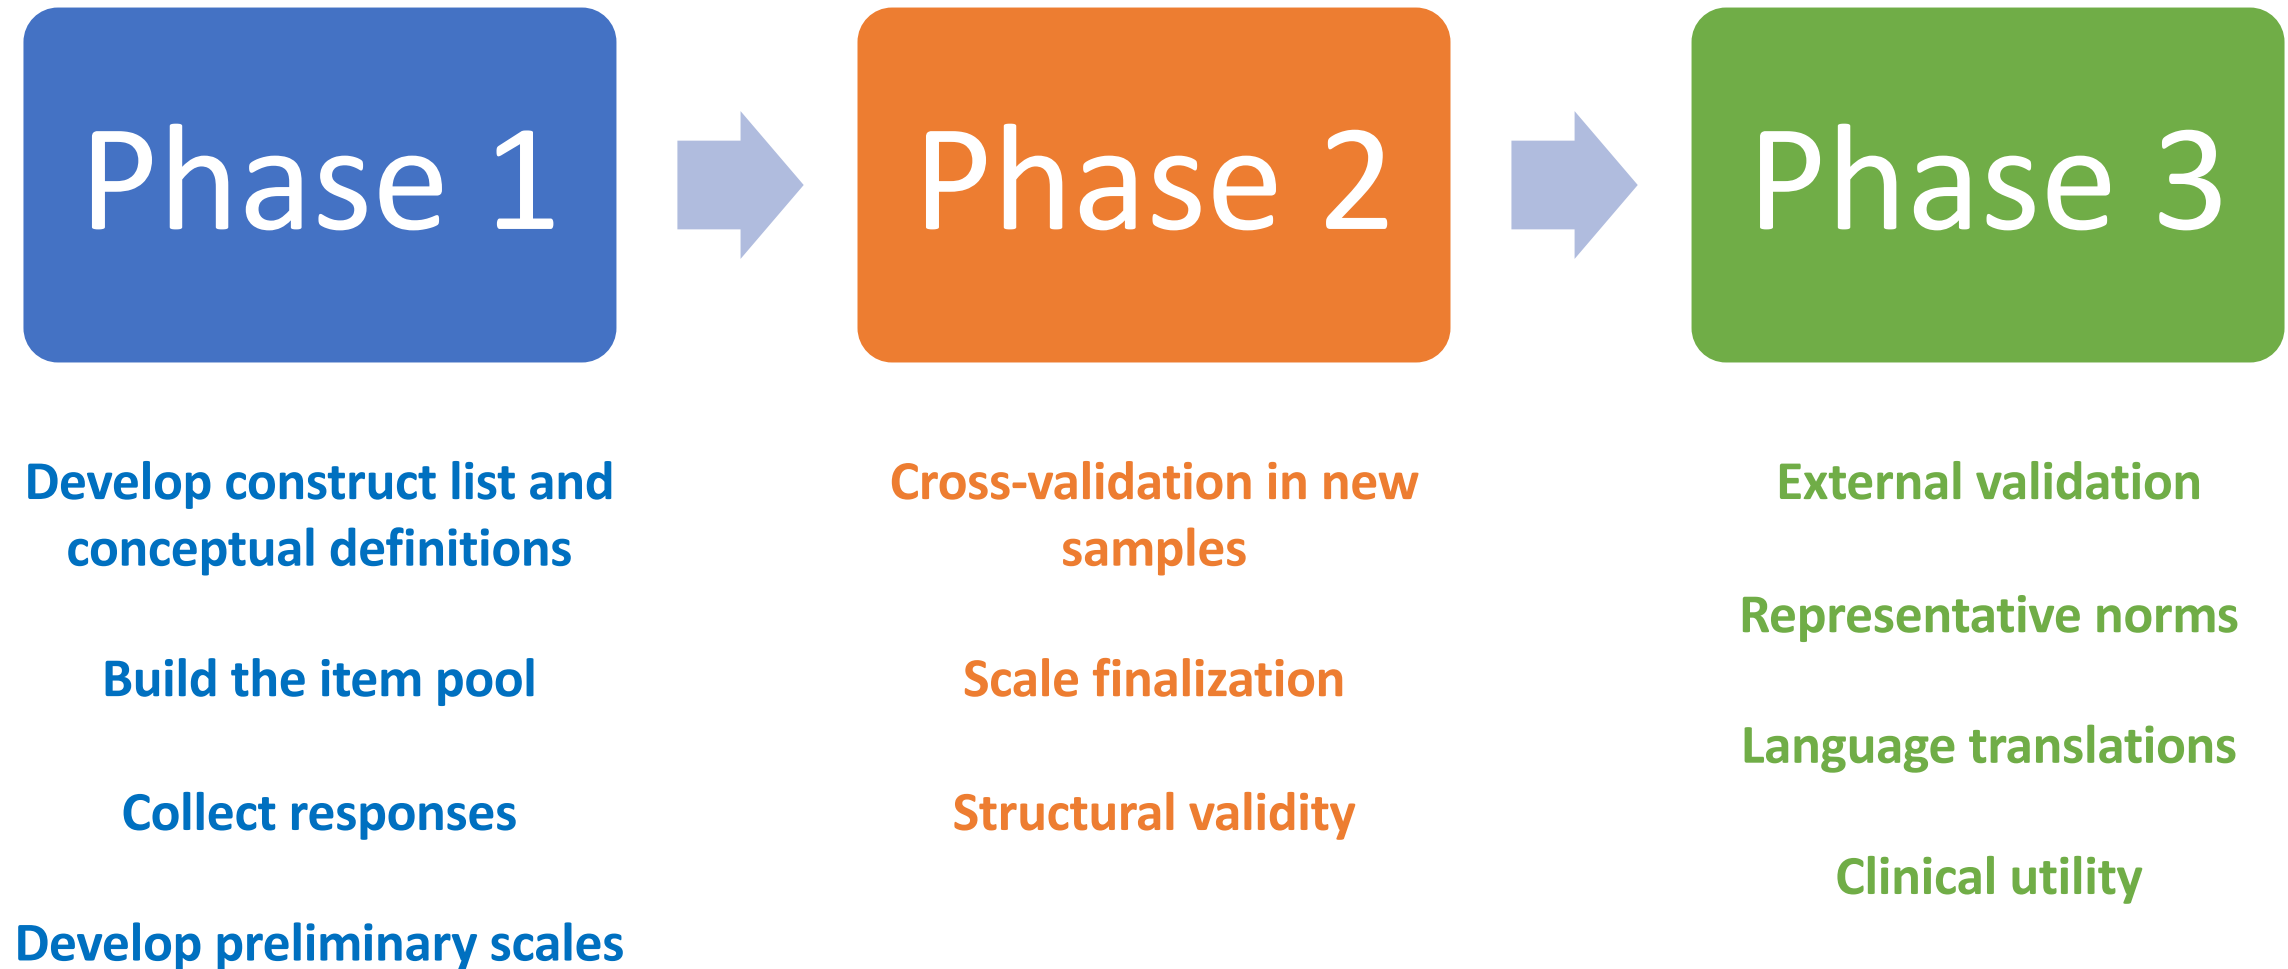 Phase 1
Phase 2
Phase 3
Develop construct list and
conceptual definitions
Build the item pool
Collect responses
Develop preliminary scales
Cross-validation in new
samples
Scale finalization
Structural validity
External validation
Representative norms
Language translations
Clinical utility